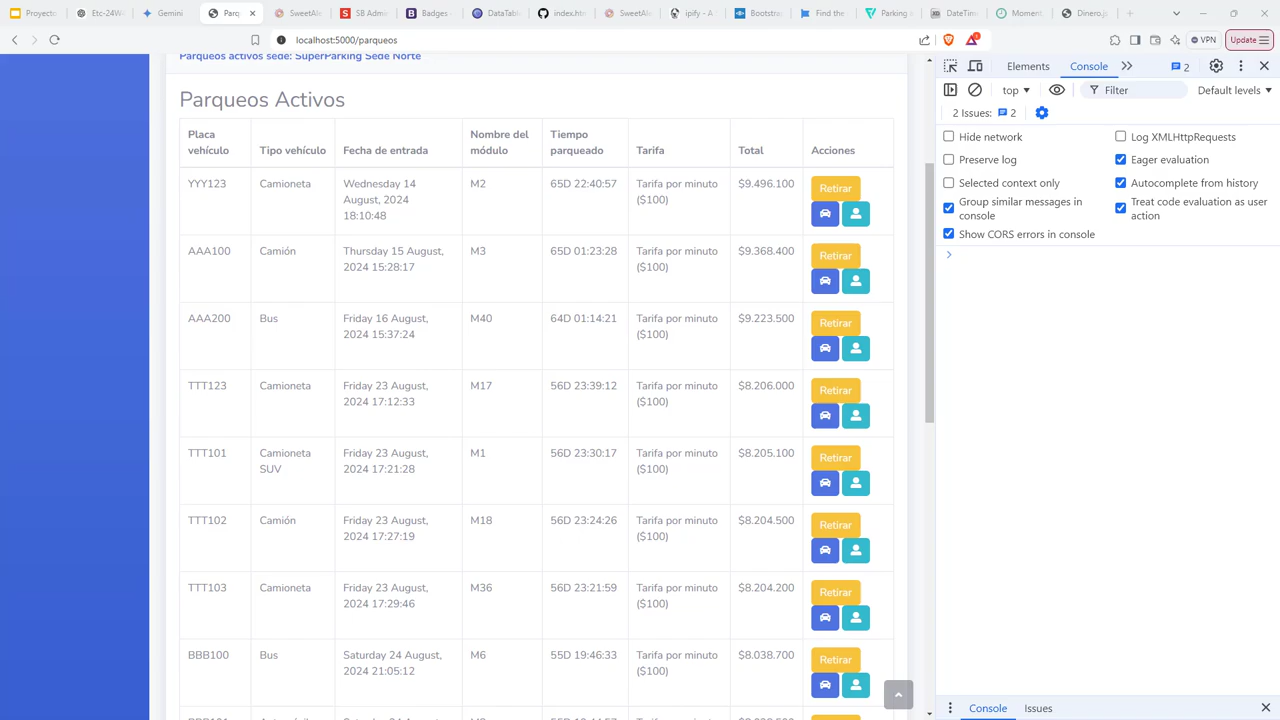 Proyecto
Etc-24WI
Gemini
Parq
SweetAle
SB Admin
Badges -
DataTabl
index.htm
SweetAle
ipify - A
Bootstrap
Find the
Parking l
DateTime
Moment.
Dinero.js
localhost:5000/parqueos
VPN
Update
Parqueos activos sede: SuperParking Sede Norte
Parqueos Activos
Placa vehículo Tipo vehículo Fecha de entrada Nombre del módulo Tiempo parqueado Tarifa Total Acciones
YYY123 Camioneta Wednesday 14 August, 2024 18:10:48 M2 65D 22:40:57 Tarifa por minuto ($100) $9.496.100 Retirar
AAA100 Camión Thursday 15 August, 2024 15:28:17 M3 65D 01:23:28 Tarifa por minuto ($100) $9.368.400 Retirar
AAA200 Bus Friday 16 August, 2024 15:37:24 M40 64D 01:14:21 Tarifa por minuto ($100) $9.223.500 Retirar
TTT123 Camioneta Friday 23 August, 2024 17:12:33 M17 56D 23:39:12 Tarifa por minuto ($100) $8.206.000 Retirar
TTT101 Camioneta SUV Friday 23 August, 2024 17:21:28 M1 56D 23:30:17 Tarifa por minuto ($100) $8.205.100 Retirar
TTT102 Camión Friday 23 August, 2024 17:27:19 M18 56D 23:24:26 Tarifa por minuto ($100) $8.204.500 Retirar
TTT103 Camioneta Friday 23 August, 2024 17:29:46 M36 56D 23:21:59 Tarifa por minuto ($100) $8.204.200 Retirar
BBB100 Bus Saturday 24 August, 2024 21:05:12 M6 55D 19:46:33 Tarifa por minuto ($100) $8.038.700 Retirar
Elements
Console
2
top
Filter
Default levels
2 Issues: 2
Hide network
Log XMLHttpRequests
Preserve log
Eager evaluation
Selected context only
Autocomplete from history
Group similar messages in console
Treat code evaluation as user action
Show CORS errors in console
Console
Issues